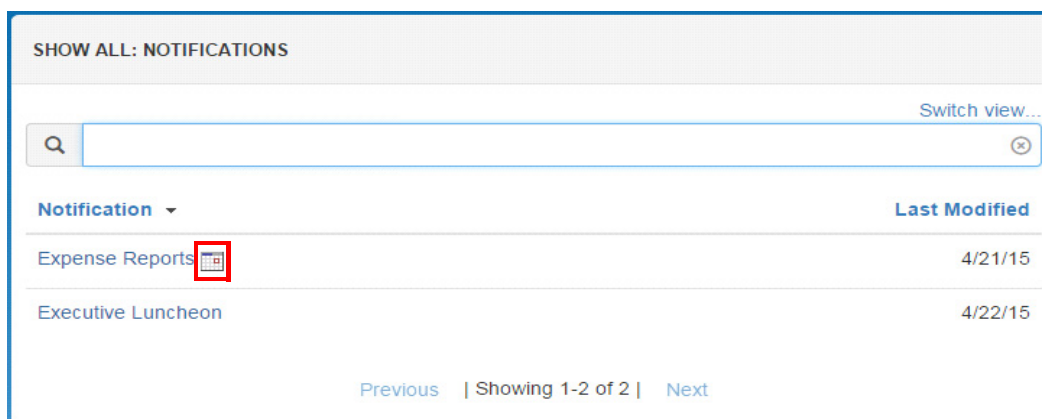 SHOW ALL: NOTIFICATIONS
Switch view...
Notification Last Modified
Expense Reports 4/21/15
Executive Luncheon 4/22/15
Previous | Showing 1-2 of 2 | Next